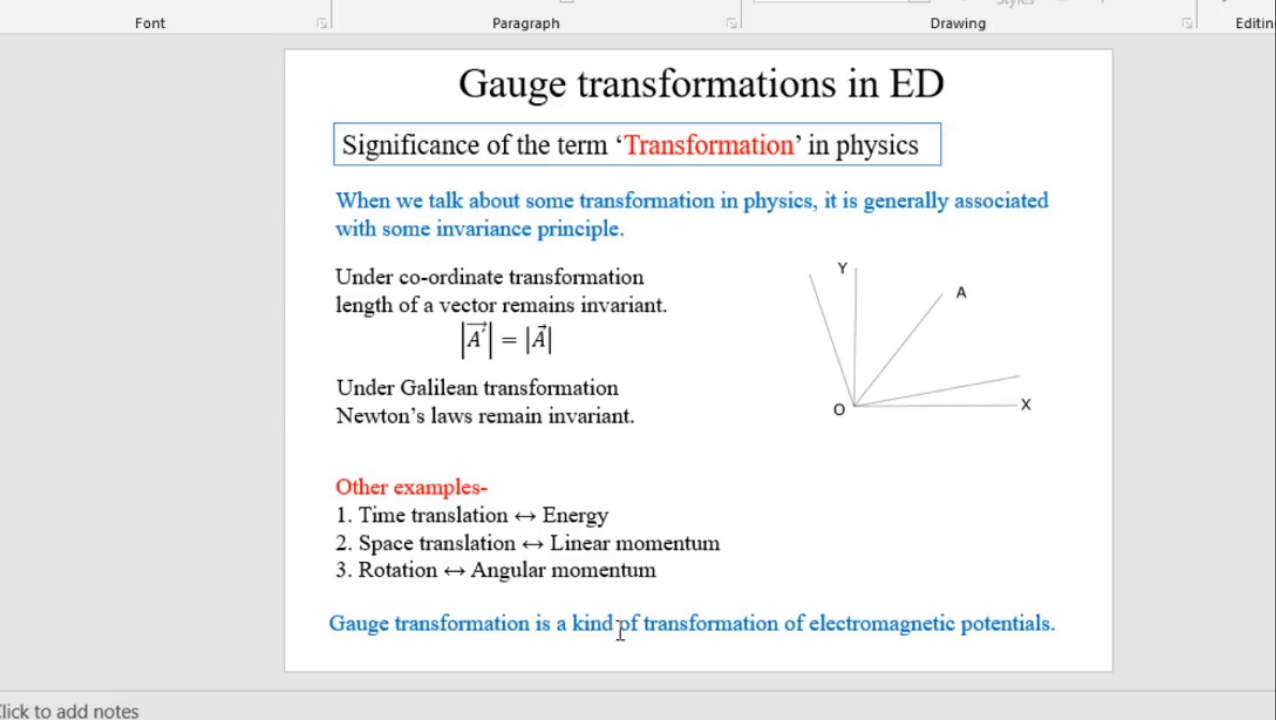 Font Paragraph Drawing Editin
Gauge transformations in ED
Significance of the term ‘Transformation’ in physics
When we talk about some transformation in physics, it is generally associated
with some invariance principle.
Under co-ordinate transformation
length of a vector remains invariant.
|A⃗′| = |A⃗|
Under Galilean transformation
Newton’s laws remain invariant.
Y
A
O
X
Other examples-
1. Time translation ↔ Energy
2. Space translation ↔ Linear momentum
3. Rotation ↔ Angular momentum
Gauge transformation is a kind of transformation of electromagnetic potentials.
lick to add notes